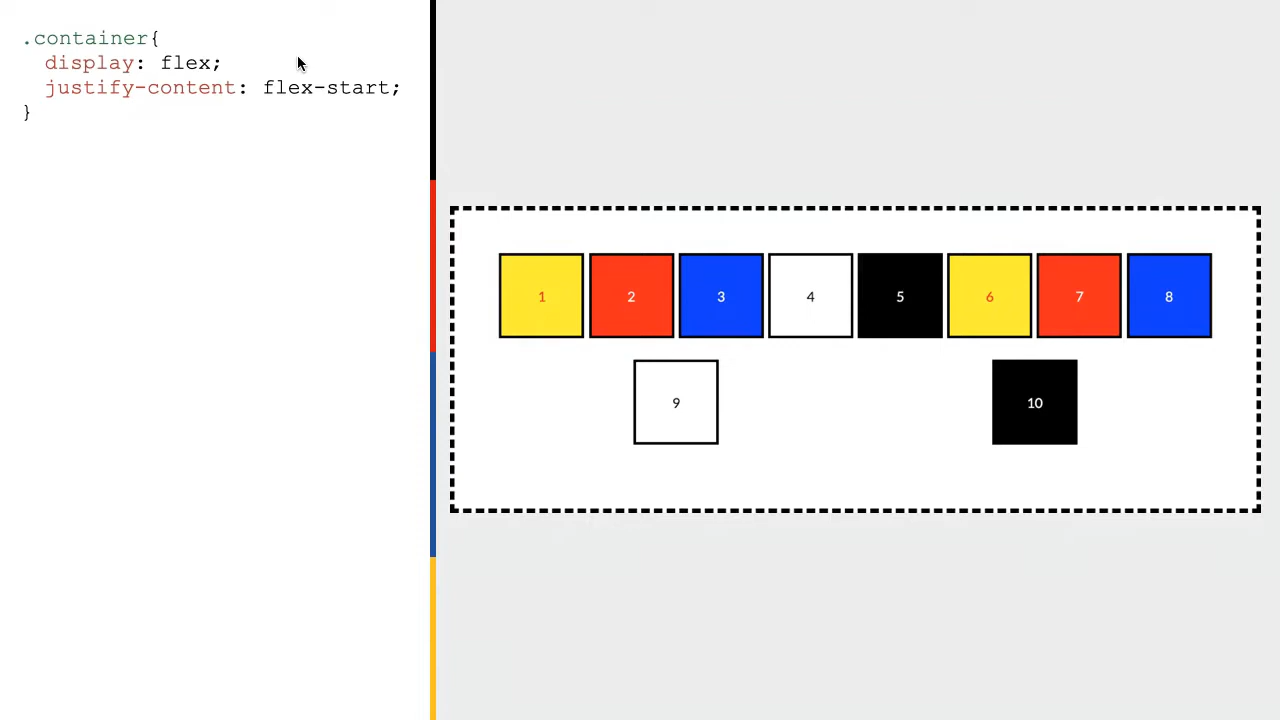 .container{
display: flex;
justify-content: flex-start;
}
1 2 3 4 5 6 7 8
9 10